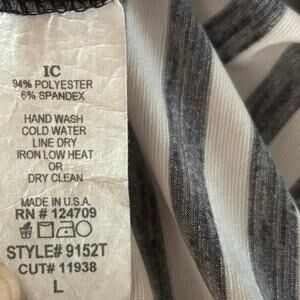 IC
94% POLYESTER
6% SPANDEX
HAND WASH
COLD WATER
LINE DRY
IRON LOW HEAT
OR
DRY CLEAN
MADE IN U.S.A.
RN # 124709
STYLE# 9152T
CUT# 11938
L